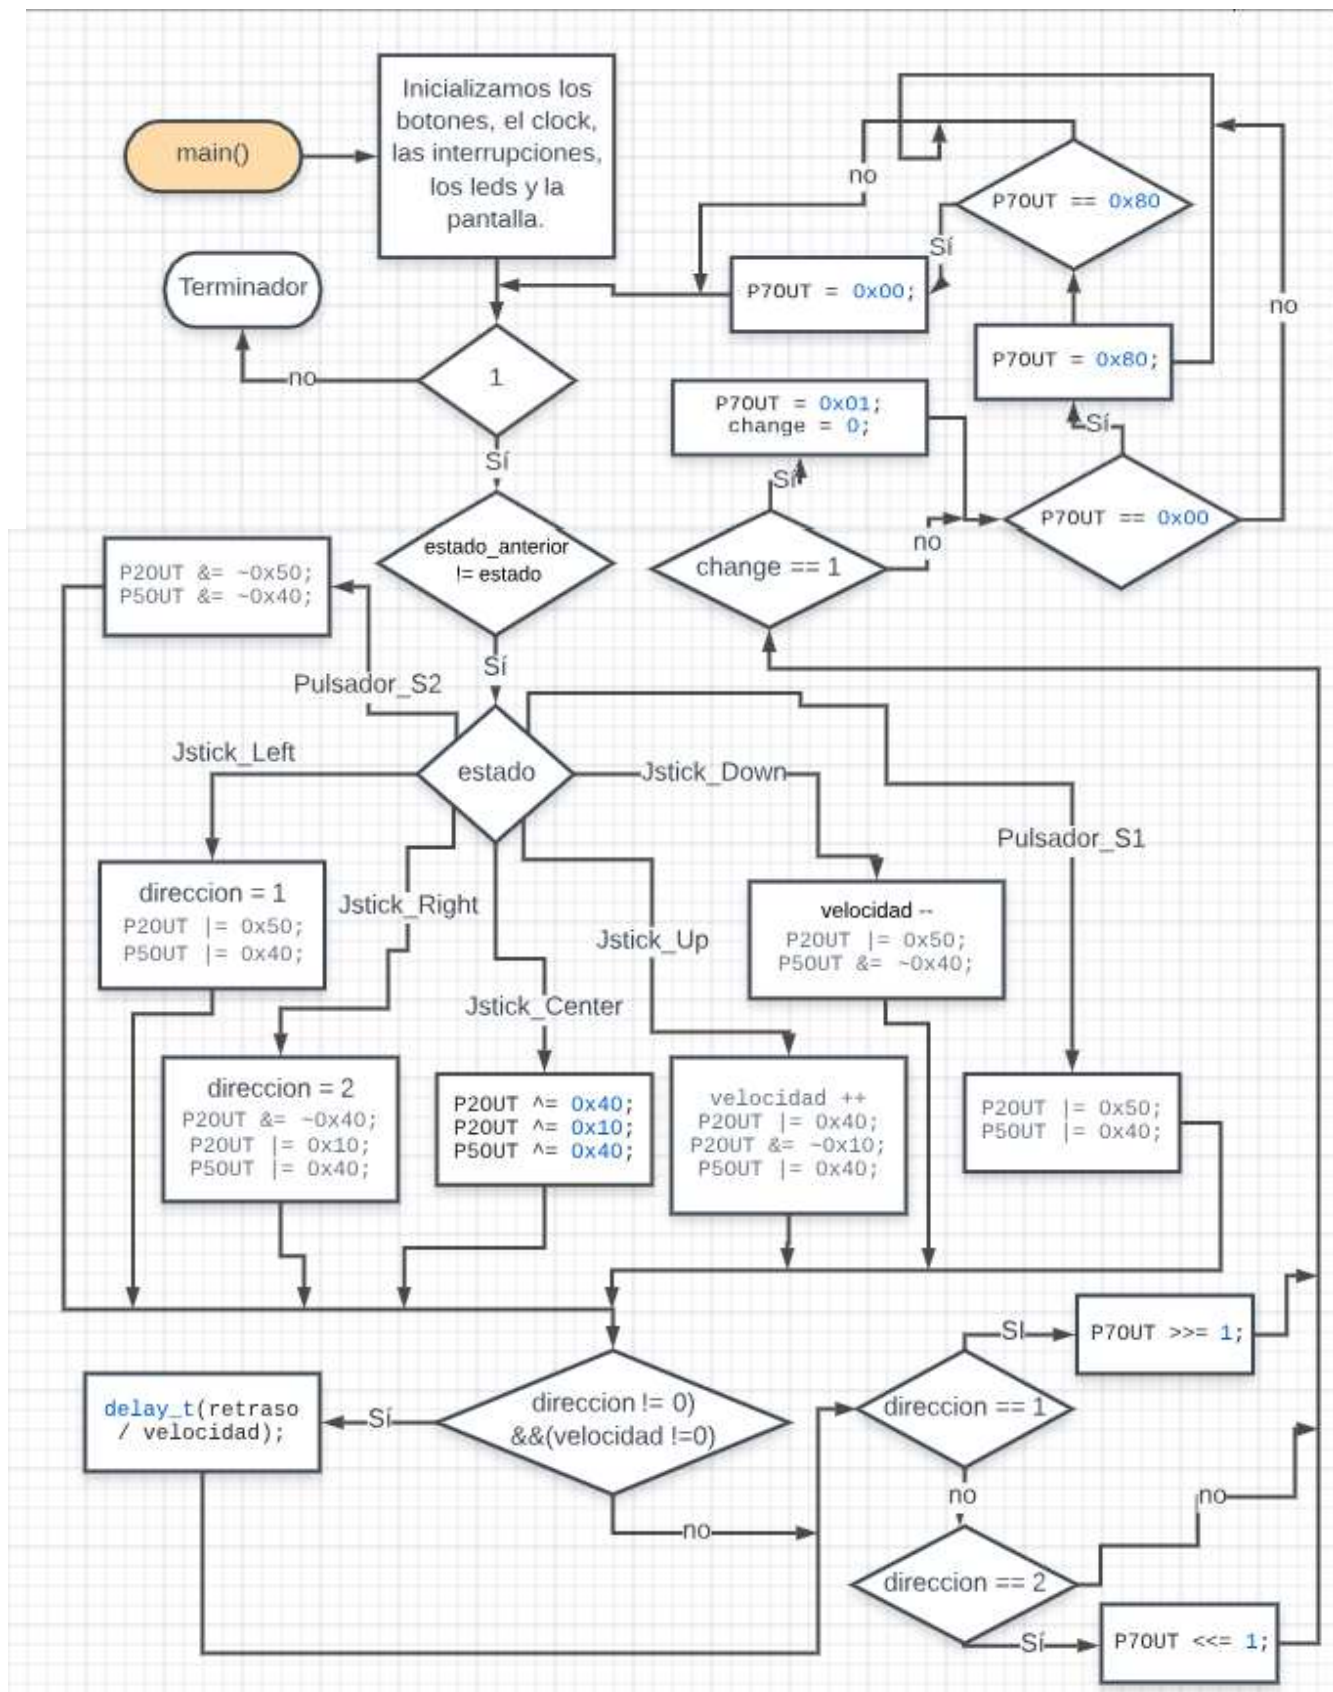 main()
Inicializamos los
botones, el clock,
las interrupciones,
los leds y la
pantalla.
Terminador
no
1
Sí
estado_anterior
!= estado
Sí
estado
P7OUT == 0x80
no
Sí
P7OUT = 0x00;
P7OUT = 0x80;
no
Sí
P7OUT = 0x01;
change = 0;
Sí
P7OUT == 0x00
no
change == 1
P2OUT &= ~0x50;
P5OUT &= ~0x40;
Pulsador_S2
Jstick_Left
Jstick_Down
Pulsador_S1
direccion = 1
P2OUT |= 0x50;
P5OUT |= 0x40;
Jstick_Right
Jstick_Up
velocidad --
P2OUT |= 0x50;
P5OUT &= ~0x40;
Jstick_Center
direccion = 2
P2OUT &= ~0x40;
P2OUT |= 0x10;
P5OUT |= 0x40;
P2OUT ^= 0x40;
P2OUT ^= 0x10;
P5OUT ^= 0x40;
velocidad ++
P2OUT |= 0x40;
P2OUT &= ~0x10;
P5OUT |= 0x40;
P2OUT |= 0x50;
P5OUT |= 0x40;
direccion != 0)
&&(velocidad !=0)
Sí
delay_t(retraso
/ velocidad);
no
direccion == 1
SI
P7OUT >>= 1;
no
direccion == 2
no
Sí
P7OUT <<= 1;